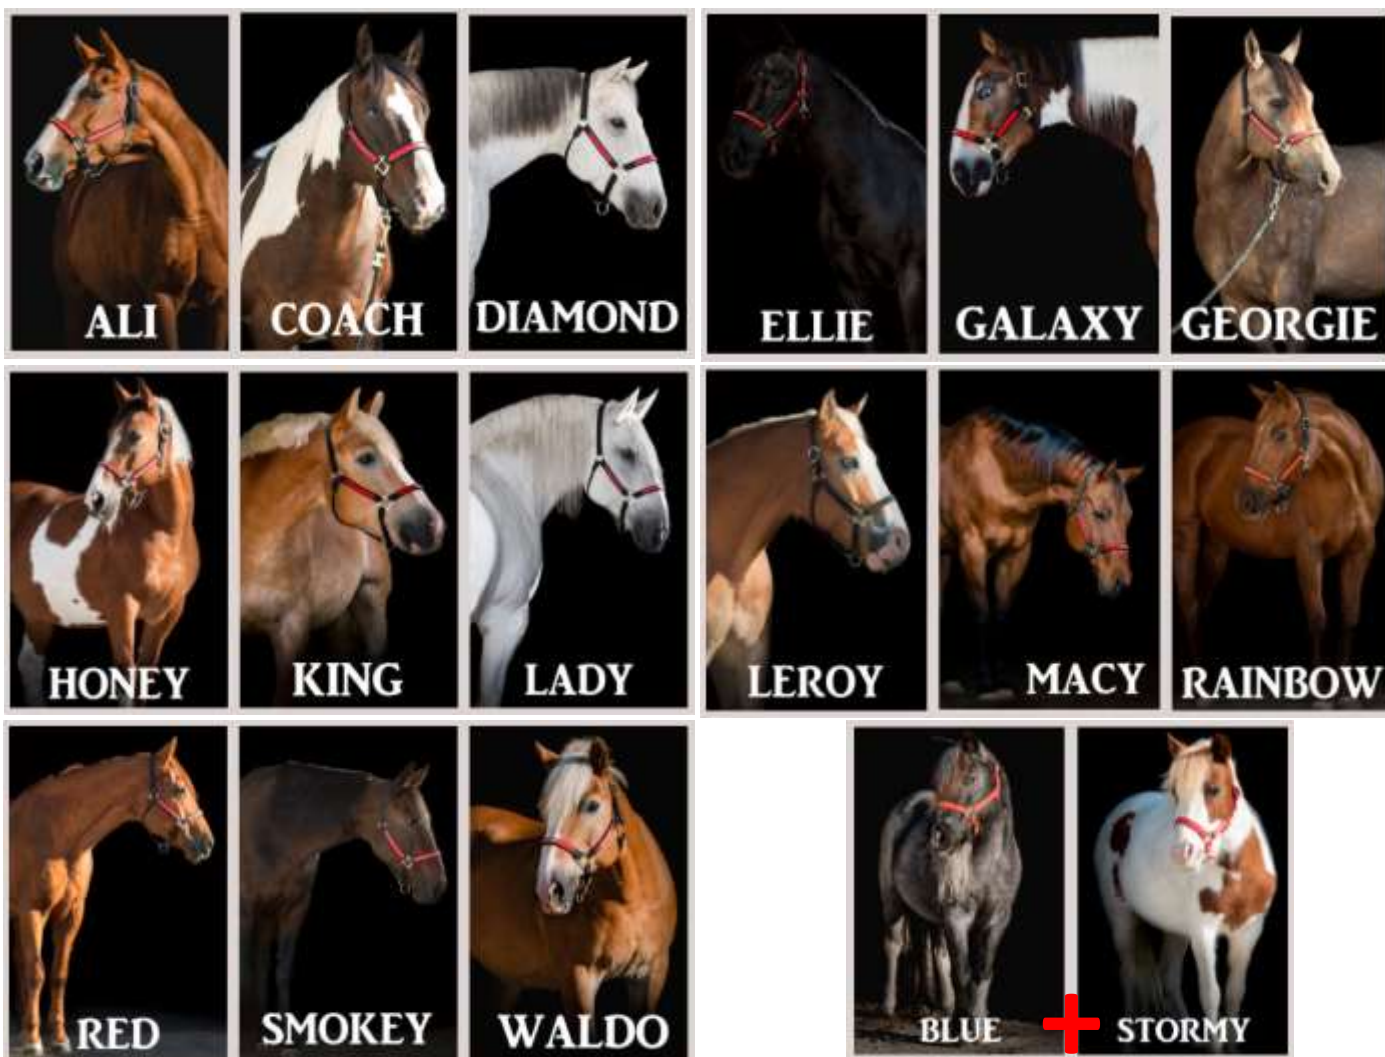 ALI
COACH
DIAMOND
ELLIE
GALAXY
GEORGIE
HONEY
KING
LADY
LEROY
MACY
RAINBOW
RED
SMOKEY
WALDO
BLUE
STORMY